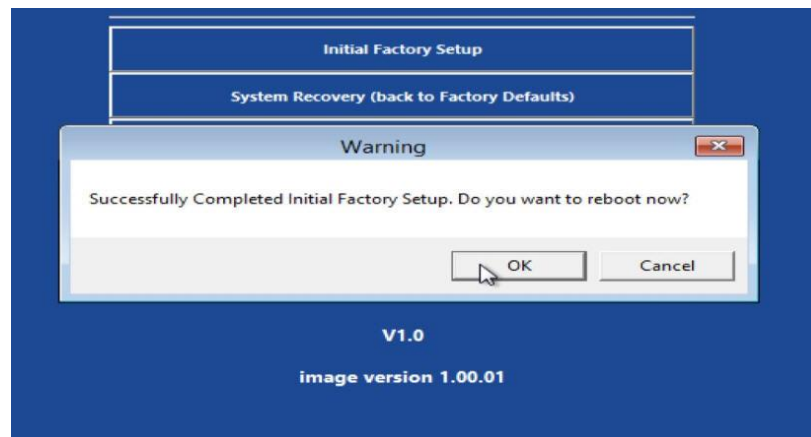 Initial Factory Setup
System Recovery (back to Factory Defaults)
Warning
Successfully Completed Initial Factory Setup. Do you want to reboot now?
OK
Cancel
V1.0
image version 1.00.01